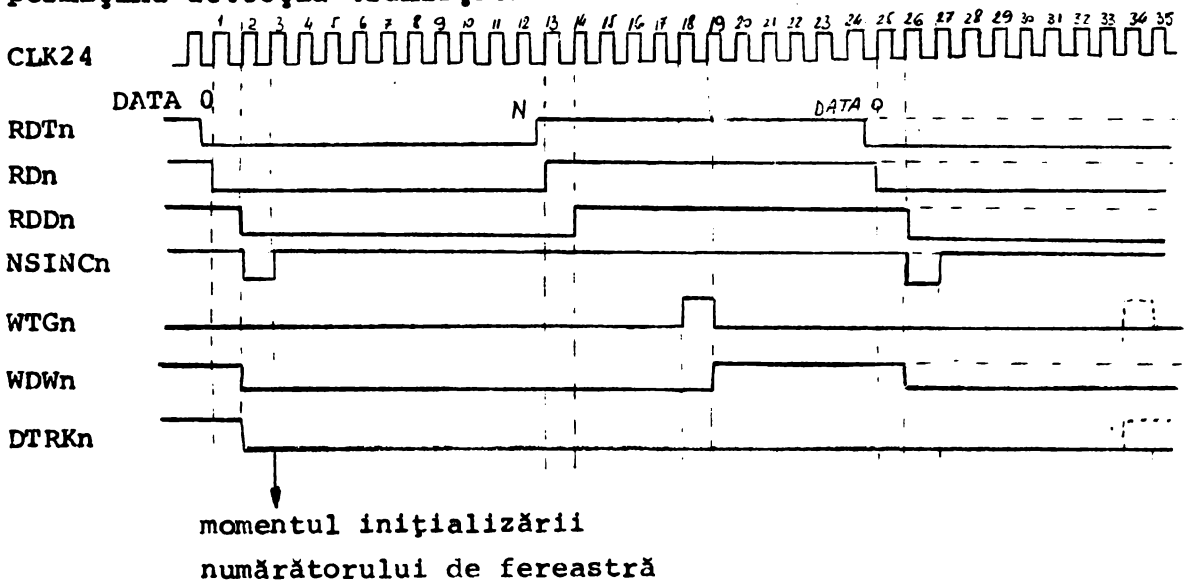 1 2 3 4 5 6 7 8 9 10 11 12 13 14 15 16 17 18 19 20 21 22 23 24 25 26 27 28 29 30 31 32 33 34 35
CLK24
DATA 0 N DATA 0
RDTn
RDn
RDDn
NSINCn
WTGn
WDWn
DTRKn
momentul iniţializării
numărătorului de fereastră